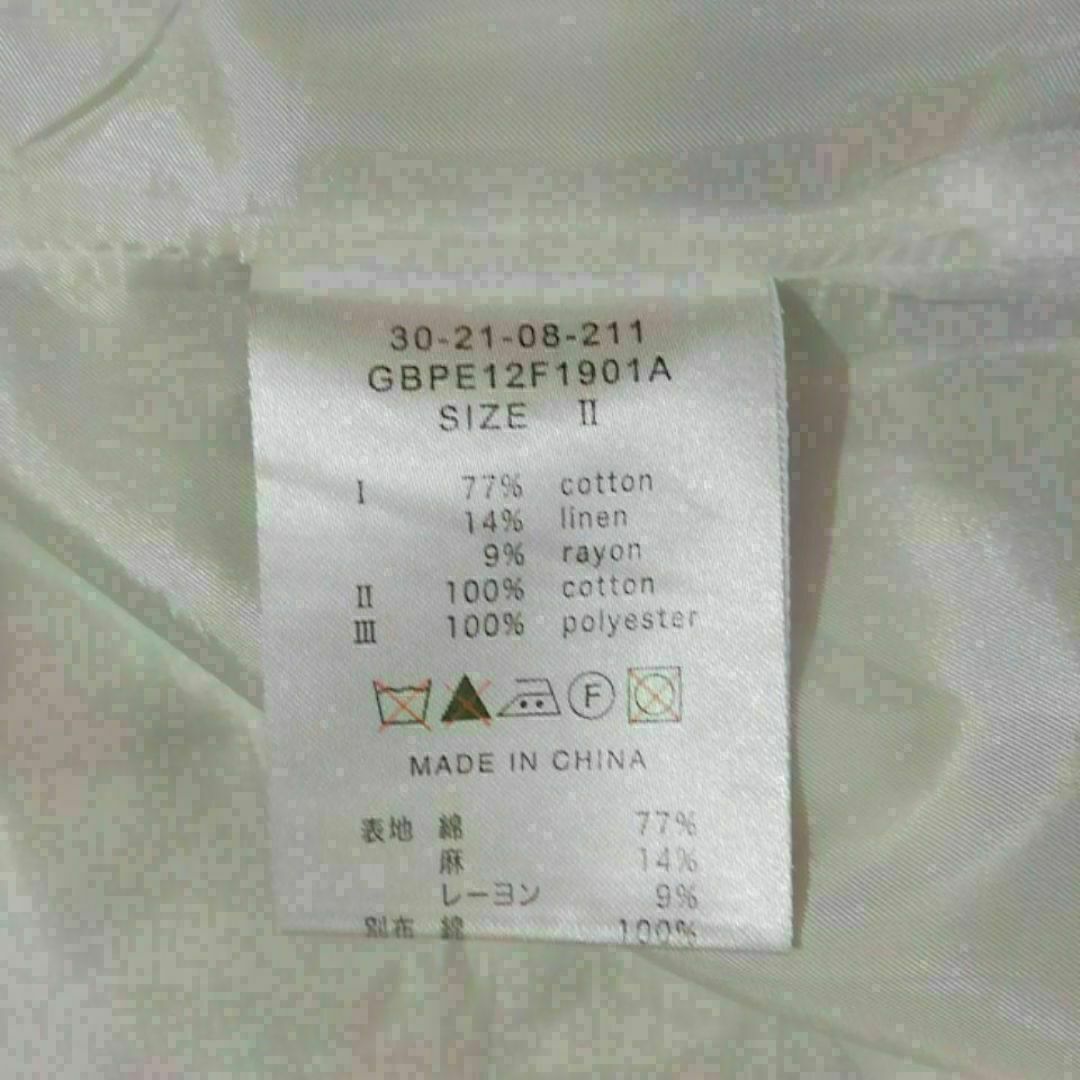 30-21-08-211
GBPE12F1901A
SIZE Ⅱ
Ⅰ 77% cotton
14% linen
9% rayon
Ⅱ 100% cotton
Ⅲ 100% polyester
F
MADE IN CHINA
表地 綿 77%
麻 14%
レーヨン 9%
別布 綿 100%